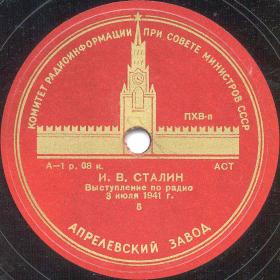 КОМИТЕТ РАДИОИНФОРМАЦИИ ПРИ СОВЕТЕ МИНИСТРОВ СССР
ПХВ-п
А—1 р. 08 к.
АСТ
И. В. СТАЛИН
Выступление по радио
3 июля 1941 г.
5
АПРЕЛЕВСКИЙ ЗАВОД